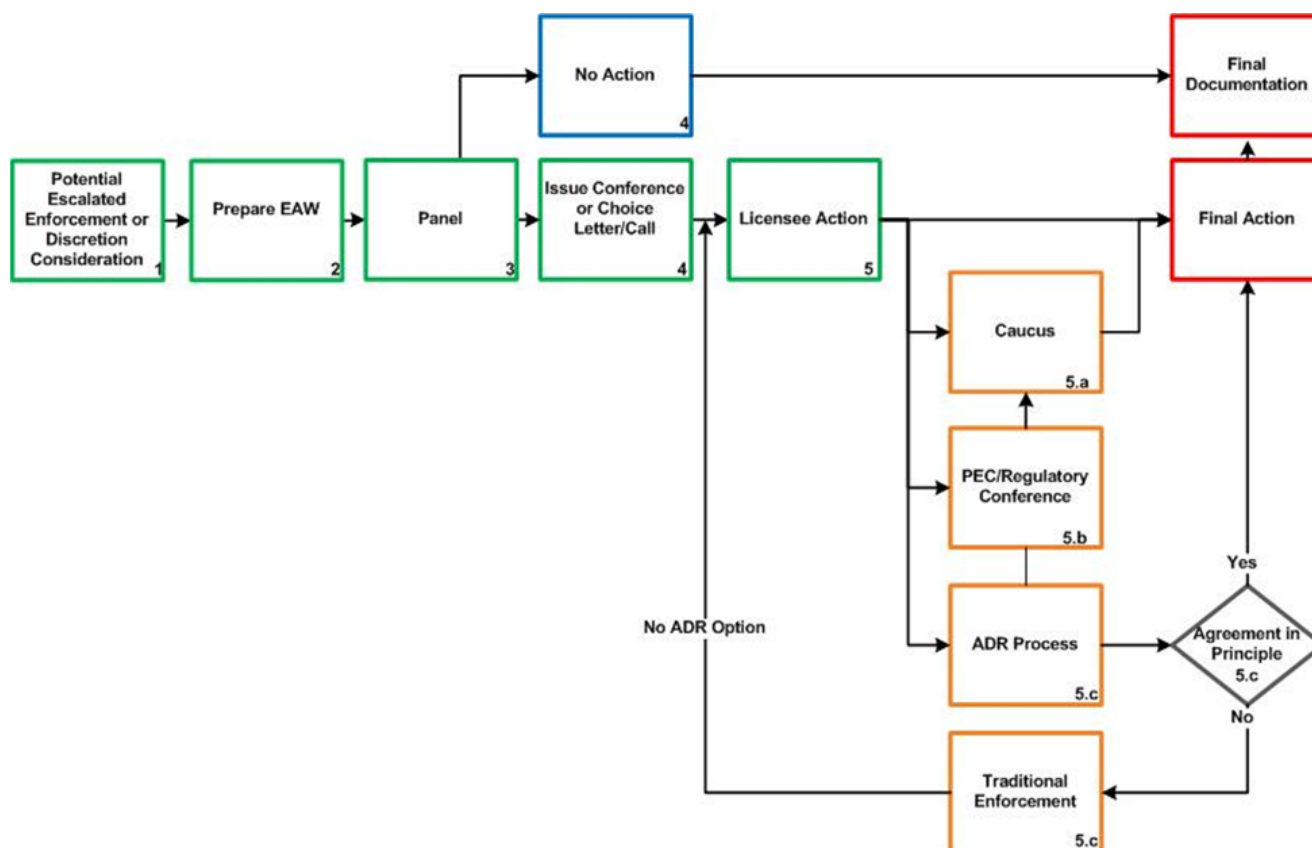 No Action
4
Final
Documentation
Potential
Escalated
Enforcement or
Discretion
Consideration
1
Prepare EAW
2
Panel
3
Issue Conference
or Choice
Letter/Call
4
Licensee Action
5
Final Action
Caucus
5.a
PEC/Regulatory
Conference
5.b
Yes
No ADR Option
ADR Process
5.c
Agreement in
Principle
5.c
No
Traditional
Enforcement
5.c